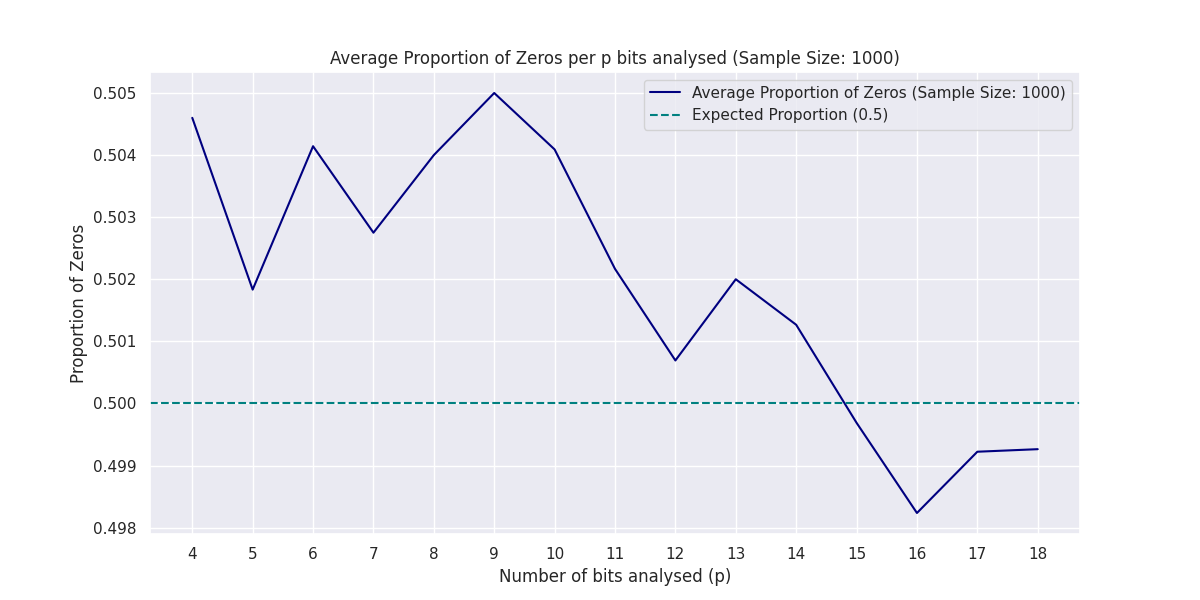 Average Proportion of Zeros per p bits analysed (Sample Size: 1000)
Average Proportion of Zeros (Sample Size: 1000)
Expected Proportion (0.5)
Proportion of Zeros
0.505
0.504
0.503
0.502
0.501
0.500
0.499
0.498
4 5 6 7 8 9 10 11 12 13 14 15 16 17 18
Number of bits analysed (p)